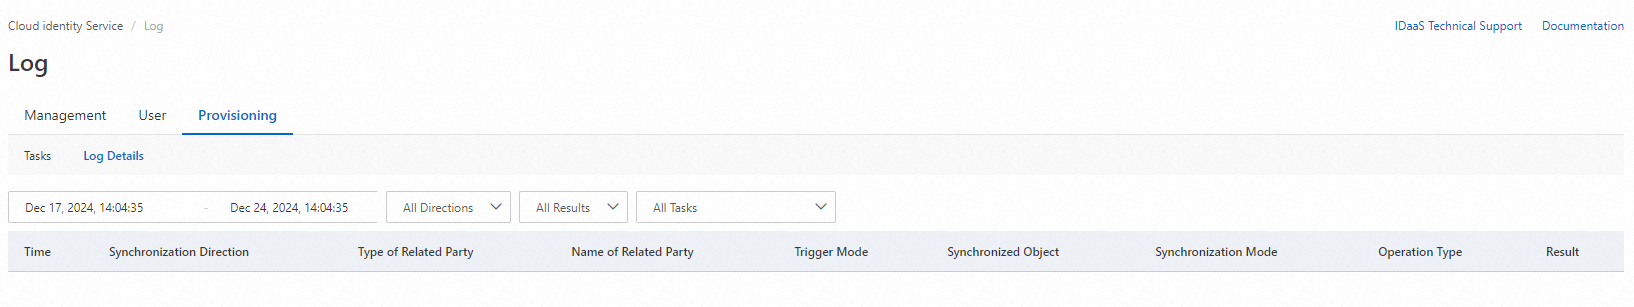 Cloud identity Service / Log
IDaaS Technical Support Documentation
Log
Management User Provisioning
Tasks Log Details
Dec 17, 2024, 14:04:35 - Dec 24, 2024, 14:04:35 All Directions All Results All Tasks
Time Synchronization Direction Type of Related Party Name of Related Party Trigger Mode Synchronized Object Synchronization Mode Operation Type Result